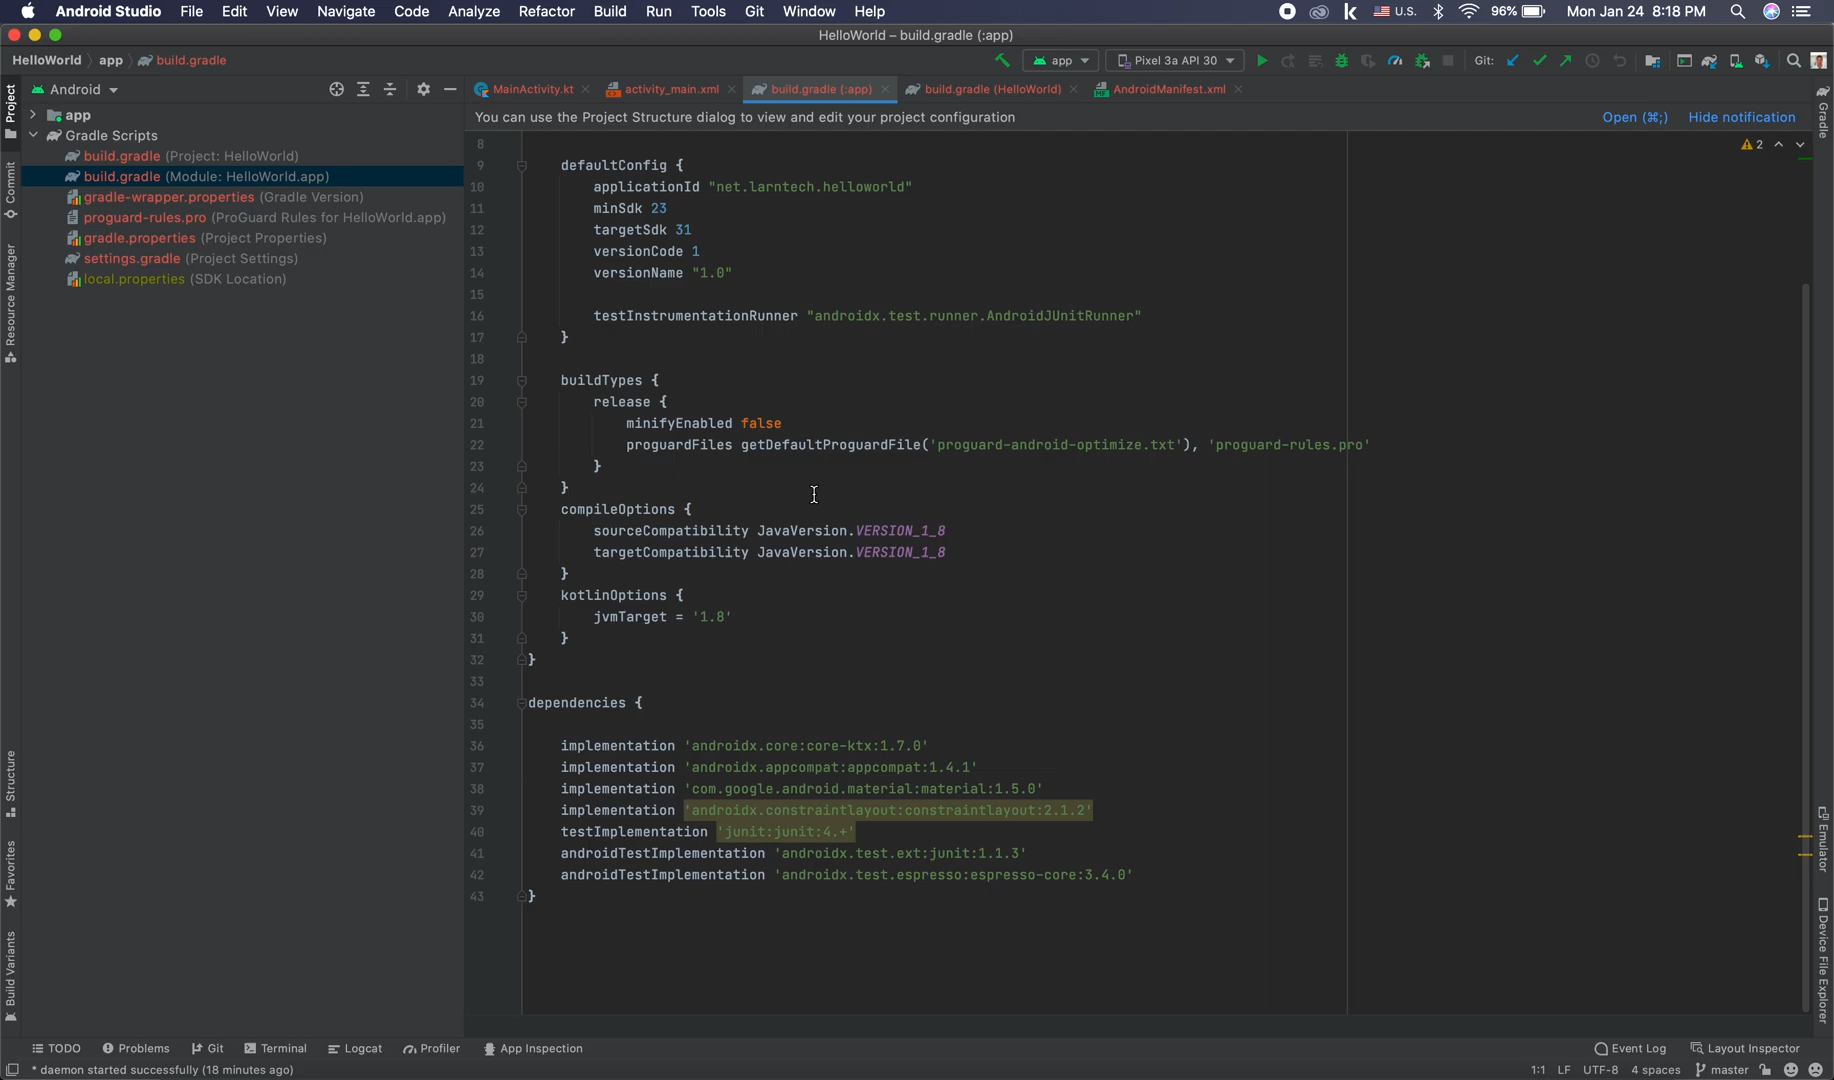 Android Studio File Edit View Navigate Code Analyze Refactor Build Run Tools Git Window Help U.S. 96% Mon Jan 24 8:18 PM
HelloWorld – build.gradle (:app)
HelloWorld app build.gradle app Pixel 3a API 30 Git:
Android MainActivity.kt activity_main.xml build.gradle (:app) build.gradle (HelloWorld) AndroidManifest.xml
You can use the Project Structure dialog to view and edit your project configuration Open (⌘;) Hide notification
Project
Commit
Resource Manager
Structure
Favorites
Build Variants
app
Gradle Scripts
build.gradle (Project: HelloWorld)
build.gradle (Module: HelloWorld.app)
gradle-wrapper.properties (Gradle Version)
proguard-rules.pro (ProGuard Rules for HelloWorld.app)
gradle.properties (Project Properties)
settings.gradle (Project Settings)
local.properties (SDK Location)
2
8
9 defaultConfig {
10 applicationId "net.larntech.helloworld"
11 minSdk 23
12 targetSdk 31
13 versionCode 1
14 versionName "1.0"
15
16 testInstrumentationRunner "androidx.test.runner.AndroidJUnitRunner"
17 }
18
19 buildTypes {
20 release {
21 minifyEnabled false
22 proguardFiles getDefaultProguardFile('proguard-android-optimize.txt'), 'proguard-rules.pro'
23 }
24 }
25 compileOptions {
26 sourceCompatibility JavaVersion.VERSION_1_8
27 targetCompatibility JavaVersion.VERSION_1_8
28 }
29 kotlinOptions {
30 jvmTarget = '1.8'
31 }
32 }
33
34 dependencies {
35
36 implementation 'androidx.core:core-ktx:1.7.0'
37 implementation 'androidx.appcompat:appcompat:1.4.1'
38 implementation 'com.google.android.material:material:1.5.0'
39 implementation 'androidx.constraintlayout:constraintlayout:2.1.2'
40 testImplementation 'junit:junit:4.+'
41 androidTestImplementation 'androidx.test.ext:junit:1.1.3'
42 androidTestImplementation 'androidx.test.espresso:espresso-core:3.4.0'
43 }
Gradle
Emulator
Device File Explorer
TODO Problems Git Terminal Logcat Profiler App Inspection Event Log Layout Inspector
* daemon started successfully (18 minutes ago) 1:1 LF UTF-8 4 spaces master